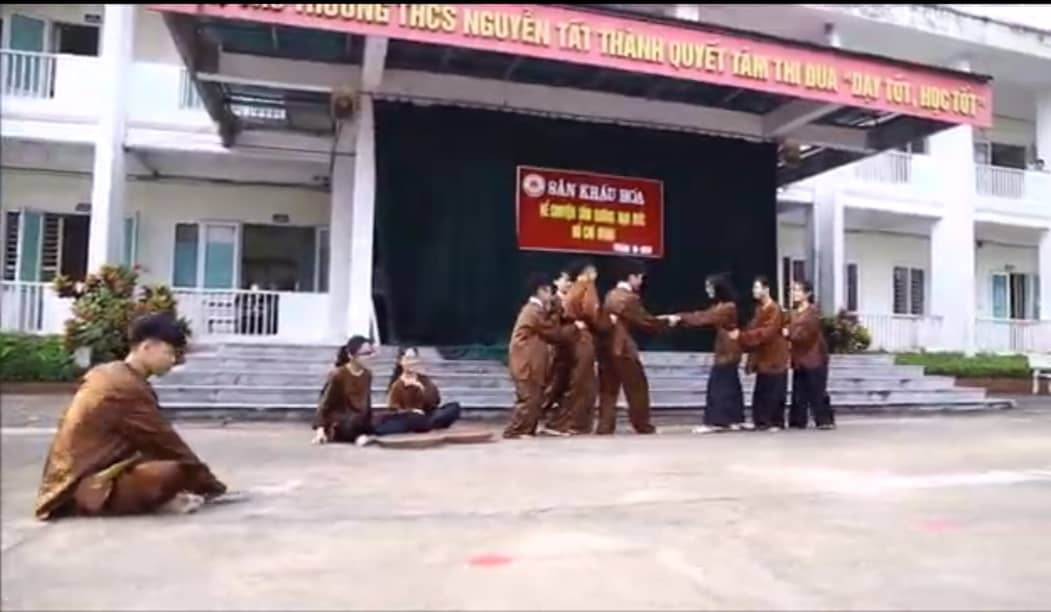 TRƯỜNG THCS NGUYỄN TẤT THÀNH QUYẾT TÂM THI ĐUA "DẠY TỐT, HỌC TỐT"
SÂN KHẤU HÓA
KỂ CHUYỆN TẤM GƯƠNG ĐẠO ĐỨC
HỒ CHÍ MINH